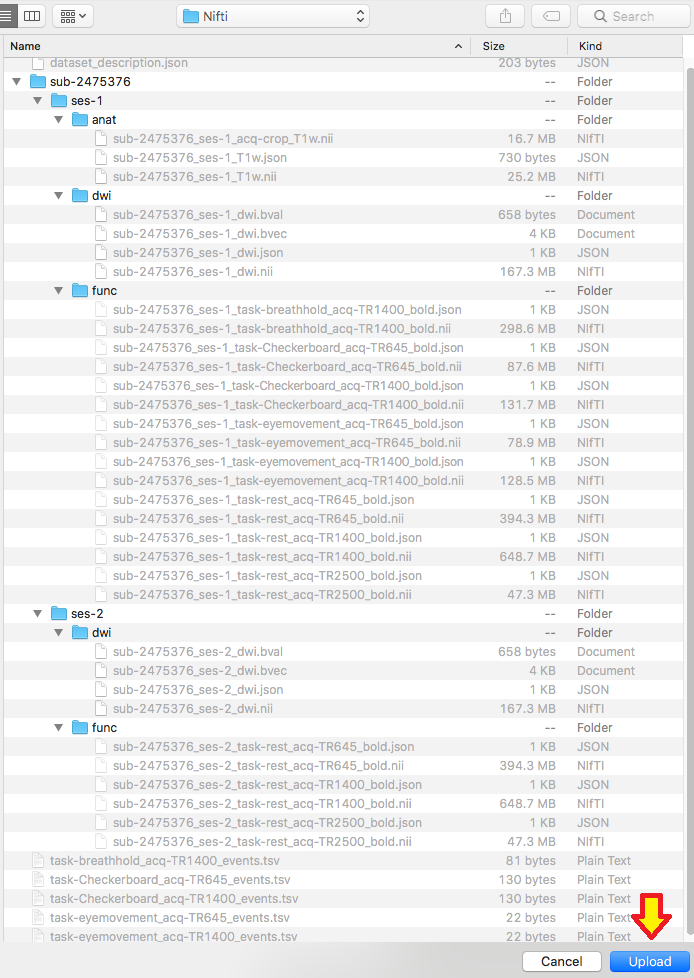 Nifti
Search
Name Size Kind
dataset_description.json 203 bytes JSON
sub-2475376 -- Folder
ses-1 -- Folder
anat -- Folder
sub-2475376_ses-1_acq-crop_T1w.nii 16.7 MB NIfTI
sub-2475376_ses-1_T1w.json 730 bytes JSON
sub-2475376_ses-1_T1w.nii 25.2 MB NIfTI
dwi -- Folder
sub-2475376_ses-1_dwi.bval 658 bytes Document
sub-2475376_ses-1_dwi.bvec 4 KB Document
sub-2475376_ses-1_dwi.json 1 KB JSON
sub-2475376_ses-1_dwi.nii 167.3 MB NIfTI
func -- Folder
sub-2475376_ses-1_task-breathhold_acq-TR1400_bold.json 1 KB JSON
sub-2475376_ses-1_task-breathhold_acq-TR1400_bold.nii 298.6 MB NIfTI
sub-2475376_ses-1_task-Checkerboard_acq-TR645_bold.json 1 KB JSON
sub-2475376_ses-1_task-Checkerboard_acq-TR645_bold.nii 87.6 MB NIfTI
sub-2475376_ses-1_task-Checkerboard_acq-TR1400_bold.json 1 KB JSON
sub-2475376_ses-1_task-Checkerboard_acq-TR1400_bold.nii 131.7 MB NIfTI
sub-2475376_ses-1_task-eyemovement_acq-TR645_bold.json 1 KB JSON
sub-2475376_ses-1_task-eyemovement_acq-TR645_bold.nii 78.9 MB NIfTI
sub-2475376_ses-1_task-eyemovement_acq-TR1400_bold.json 1 KB JSON
sub-2475376_ses-1_task-eyemovement_acq-TR1400_bold.nii 128.5 MB NIfTI
sub-2475376_ses-1_task-rest_acq-TR645_bold.json 1 KB JSON
sub-2475376_ses-1_task-rest_acq-TR645_bold.nii 394.3 MB NIfTI
sub-2475376_ses-1_task-rest_acq-TR1400_bold.json 1 KB JSON
sub-2475376_ses-1_task-rest_acq-TR1400_bold.nii 648.7 MB NIfTI
sub-2475376_ses-1_task-rest_acq-TR2500_bold.json 1 KB JSON
sub-2475376_ses-1_task-rest_acq-TR2500_bold.nii 47.3 MB NIfTI
ses-2 -- Folder
dwi -- Folder
sub-2475376_ses-2_dwi.bval 658 bytes Document
sub-2475376_ses-2_dwi.bvec 4 KB Document
sub-2475376_ses-2_dwi.json 1 KB JSON
sub-2475376_ses-2_dwi.nii 167.3 MB NIfTI
func -- Folder
sub-2475376_ses-2_task-rest_acq-TR645_bold.json 1 KB JSON
sub-2475376_ses-2_task-rest_acq-TR645_bold.nii 394.3 MB NIfTI
sub-2475376_ses-2_task-rest_acq-TR1400_bold.json 1 KB JSON
sub-2475376_ses-2_task-rest_acq-TR1400_bold.nii 648.7 MB NIfTI
sub-2475376_ses-2_task-rest_acq-TR2500_bold.json 1 KB JSON
sub-2475376_ses-2_task-rest_acq-TR2500_bold.nii 47.3 MB NIfTI
task-breathhold_acq-TR1400_events.tsv 81 bytes Plain Text
task-Checkerboard_acq-TR645_events.tsv 130 bytes Plain Text
task-Checkerboard_acq-TR1400_events.tsv 130 bytes Plain Text
task-eyemovement_acq-TR645_events.tsv 22 bytes Plain Text
task-eyemovement_acq-TR1400_events.tsv 22 bytes Plain Text
Cancel Upload